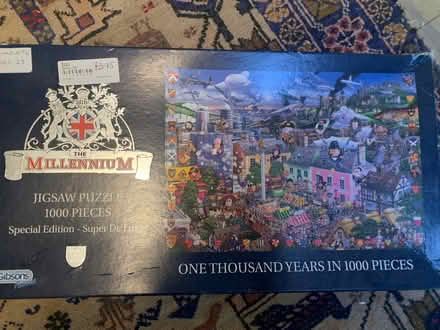 THE
MILLENNIUM
JIGSAW PUZZLE
1000 PIECES
Special Edition - Super De Luxe
Gibsons
ONE THOUSAND YEARS IN 1000 PIECES